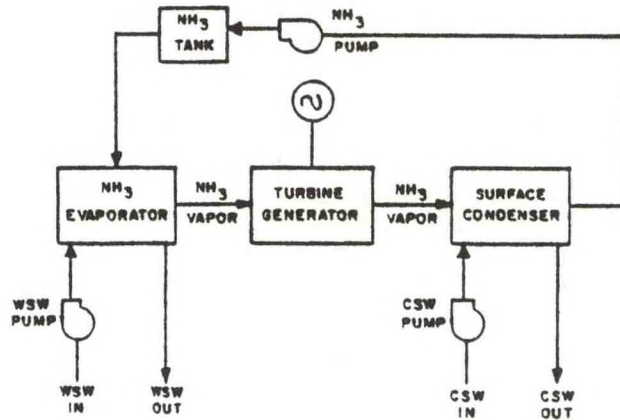 NH3
TANK
NH3
PUMP
NH3
EVAPORATOR
NH3
VAPOR
TURBINE
GENERATOR
NH3
VAPOR
SURFACE
CONDENSER
WSW
PUMP
CSW
PUMP
WSW
IN
WSW
OUT
CSW
IN
CSW
OUT